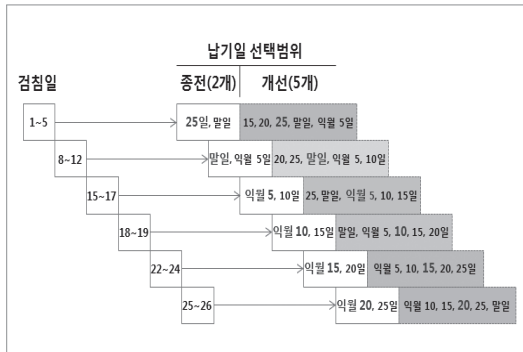 납기일 선택범위
검침일 종전(2개) 개선(5개)
1~5 25일, 말일 15, 20, 25, 말일, 익월 5일
8~12 말일, 익월 5일 20, 25, 말일, 익월 5, 10일
15~17 익월 5, 10일 25, 말일, 익월 5, 10, 15일
18~19 익월 10, 15일 말일, 익월 5, 10, 15, 20일
22~24 익월 15, 20일 익월 5, 10, 15, 20, 25일
25~26 익월 20, 25일 익월 10, 15, 20, 25, 말일